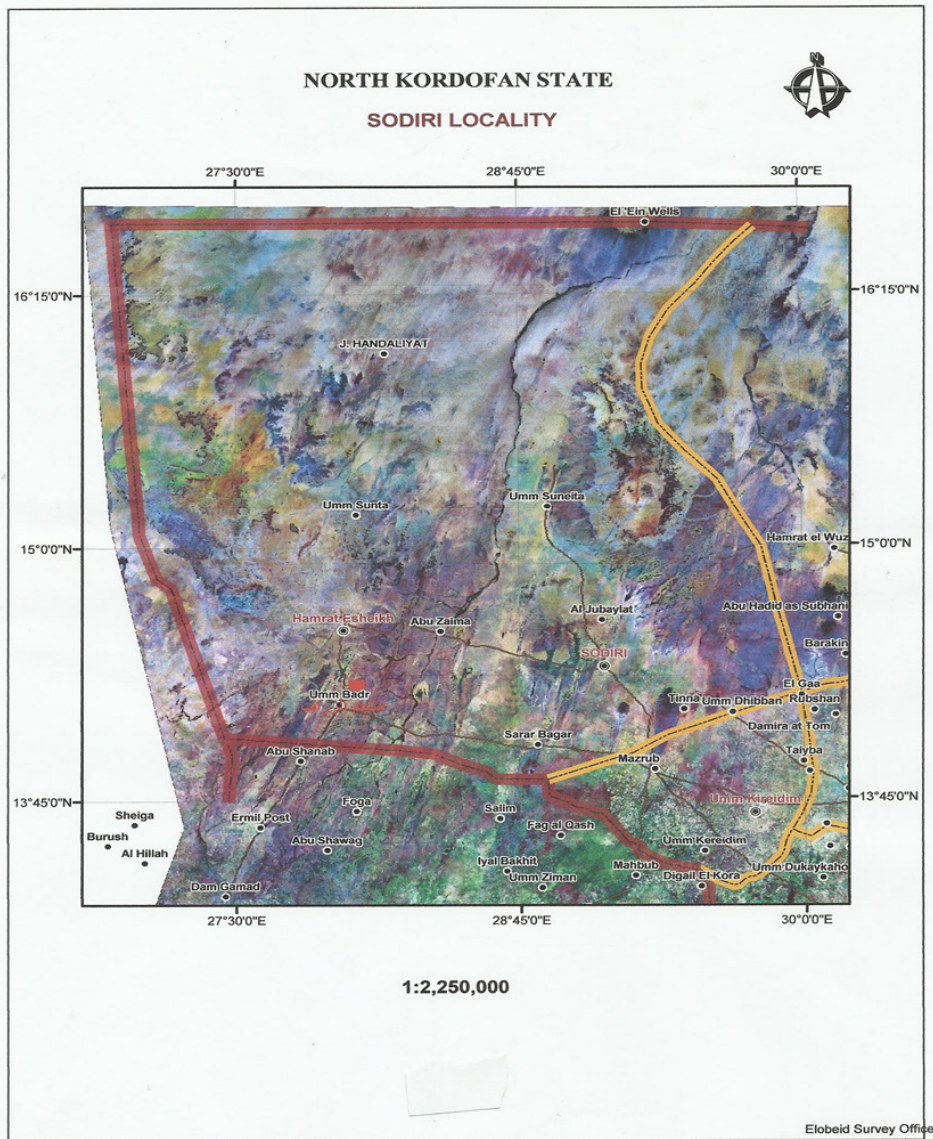 NORTH KORDOFAN STATE
N
SODIRI LOCALITY
27°30'0"E
28°45'0"E
30°0'0"E
El 'Ein Wells
16°15'0"N
16°15'0"N
J. HANDALIYAT
Umm Suneita
Umm Sunta
15°0'0"N
15°0'0"N
Hamrat el Wuz
Abu Hadid as Subhani
Al Jubaylat
Hamrat Esheikh
Abu Zaima
Barakin
SODIRI
El Gaa
Umm Badr
Tinna
Umm Dhibban
Rubshan
Damira at Tom
Sarar Bagar
Abu Shanab
Taiyba
Mazrub
13°45'0"N
13°45'0"N
Foga
Salim
Umm Kireidim
Sheiga
Ermil Post
Fag al Qash
Burush
Abu Shawag
Umm Kereidim
Al Hillah
Iyal Bakhit
Mahbub
Umm Dukaykaho
Umm Ziman
Digail El Kora
Dam Gamad
27°30'0"E
28°45'0"E
30°0'0"E
1:2,250,000
Elobeid Survey Office